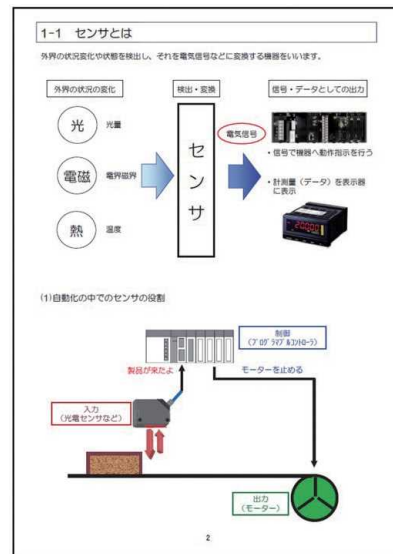 1-1 センサとは
外界の状況変化や状態を検出し、それを電気信号などに変換する機器をいいます。
外界の状況の変化
検出・変換
信号・データとしての出力
光
光量
電気信号
電磁
電界磁界
センサ
・信号で機器へ動作指示を行う
・計測量（データ）を表示器
に表示
熱
温度
(1)自動化の中でのセンサの役割
制御
(プログラマブルコントローラ)
製品が来たよ
モーターを止める
入力
（光電センサなど）
出力
（モーター）
2